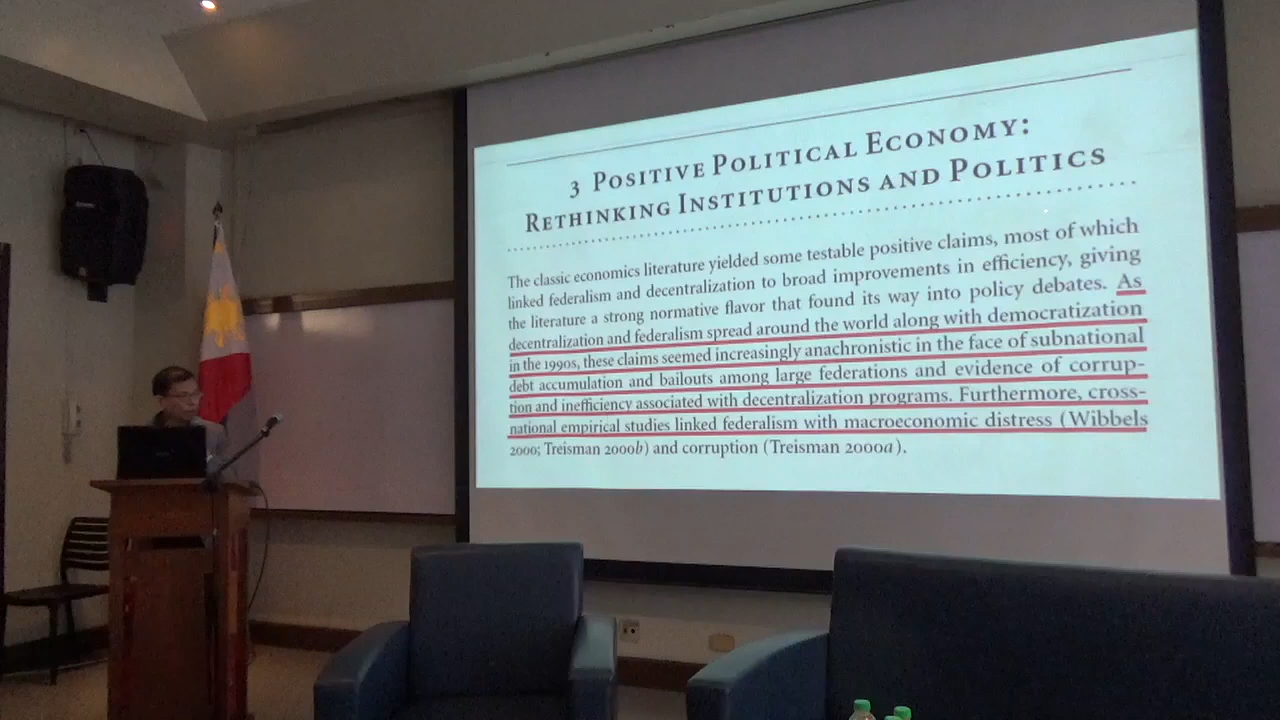 3 Positive Political Economy:
Rethinking Institutions and Politics
The classic economics literature yielded some testable positive claims, most of which
linked federalism and decentralization to broad improvements in efficiency, giving
the literature a strong normative flavor that found its way into policy debates. As
decentralization and federalism spread around the world along with democratization
in the 1990s, these claims seemed increasingly anachronistic in the face of subnational
debt accumulation and bailouts among large federations and evidence of corrup-
tion and inefficiency associated with decentralization programs. Furthermore, cross-
national empirical studies linked federalism with macroeconomic distress (Wibbels
2000; Treisman 2000b) and corruption (Treisman 2000a).